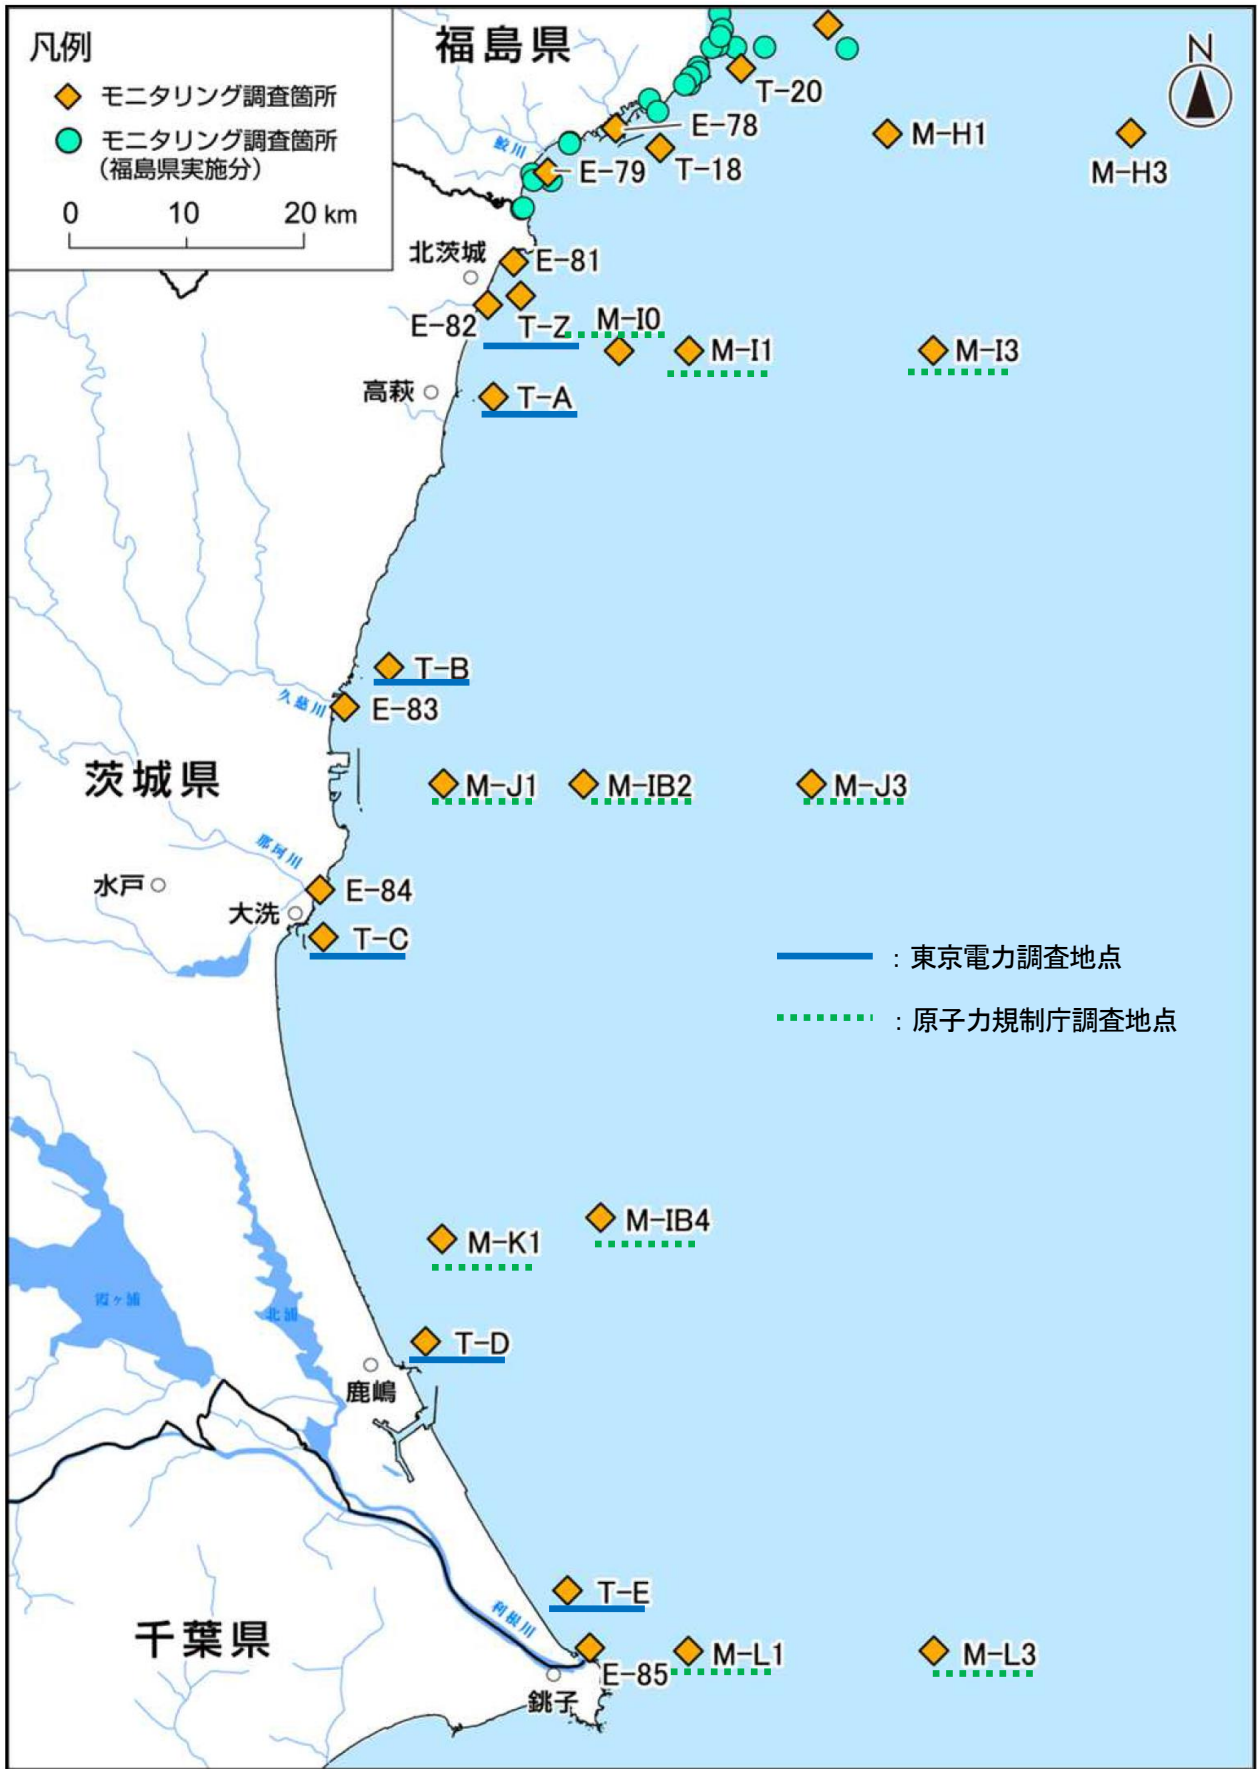 凡例
モニタリング調査箇所
モニタリング調査箇所
(福島県実施分)
0 10 20 km
福島県
N
T-20
E-78
M-H1
鮫川
E-79
T-18
M-H3
北茨城
E-81
E-82
T-Z
M-I0
M-I1
M-I3
高萩
T-A
T-B
久慈川
E-83
茨城県
M-J1
M-IB2
M-J3
那珂川
水戸
E-84
大洗
T-C
：東京電力調査地点
：原子力規制庁調査地点
M-IB4
M-K1
霞ヶ浦
北浦
T-D
鹿嶋
T-E
利根川
千葉県
M-L1
M-L3
E-85
銚子